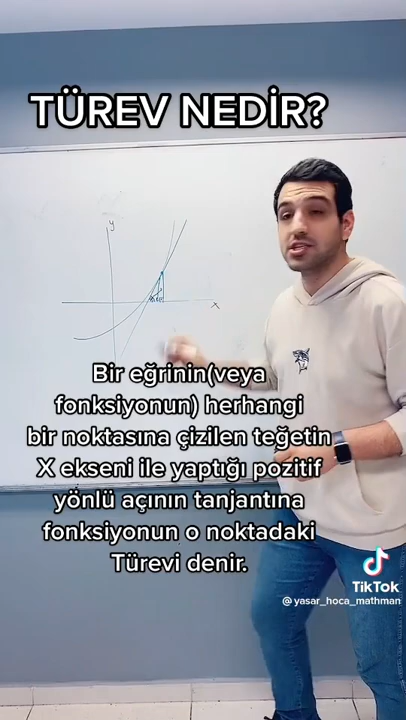 TÜREV NEDİR?
y
x
Bir eğrinin(veya
fonksiyonun) herhangi
bir noktasına çizilen teğetin
X ekseni ile yaptığı pozitif
yönlü açının tanjantına
fonksiyonun o noktadaki
Türevi denir.
TikTok
@yasar_hoca_mathman